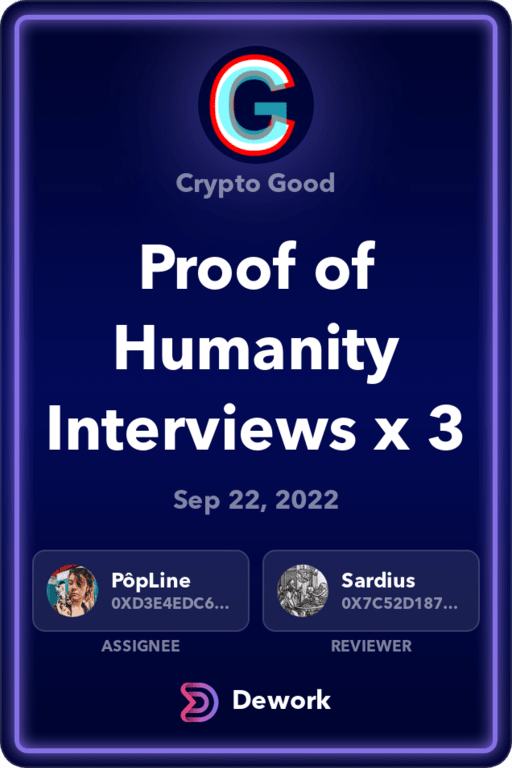 G
Crypto Good
Proof of
Humanity
Interviews x 3
Sep 22, 2022
PôpLine
0XD3E4EDC6...
ASSIGNEE
Sardius
0X7C52D187...
REVIEWER
Dework